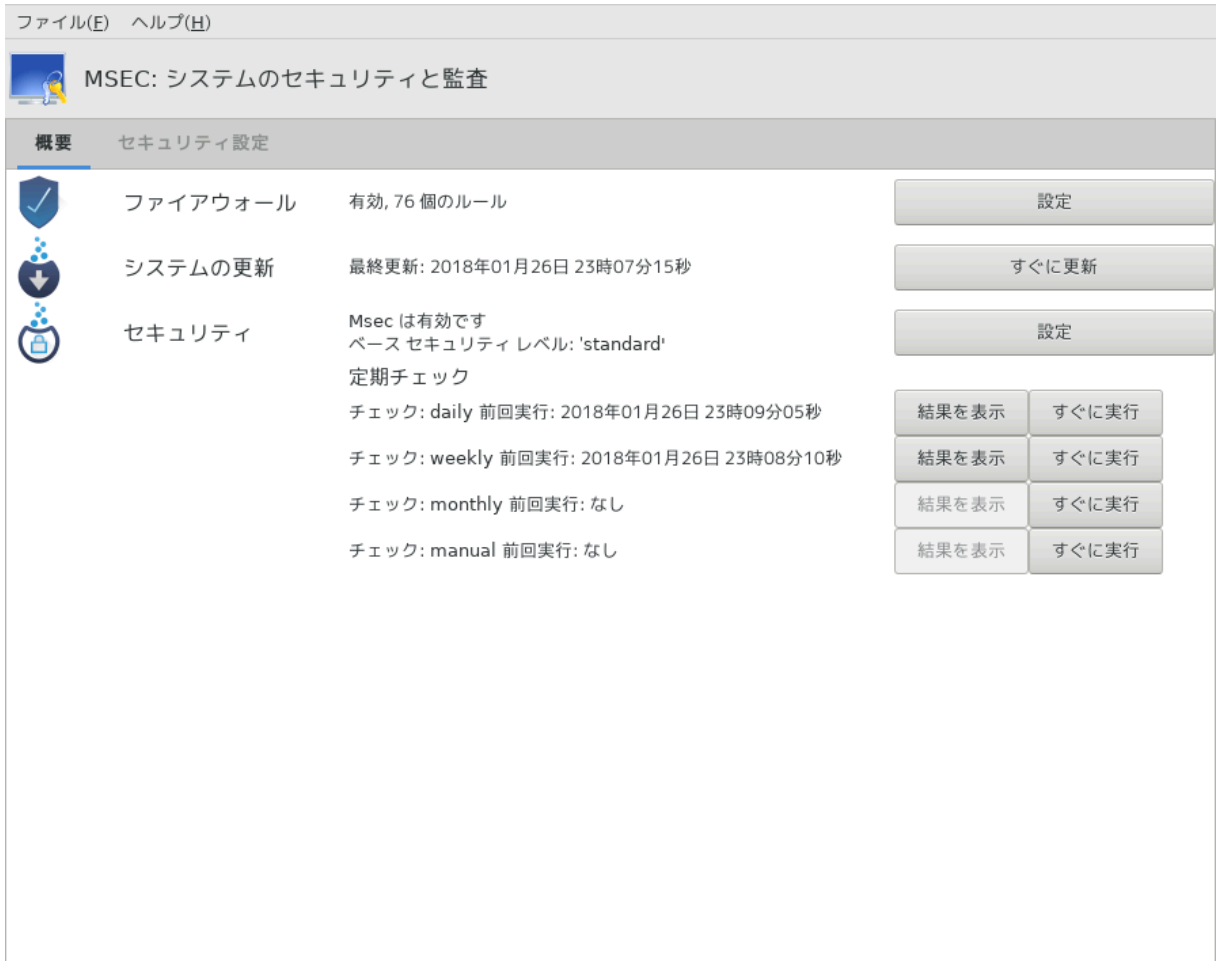 ファイル(F) ヘルプ(H)
MSEC: システムのセキュリティと監査
概要 セキュリティ設定
ファイアウォール 有効, 76 個のルール 設定
システムの更新 最終更新: 2018年01月26日 23時07分15秒 すぐに更新
セキュリティ Msec は有効です
ベース セキュリティ レベル: 'standard' 設定
定期チェック
チェック: daily 前回実行: 2018年01月26日 23時09分05秒 結果を表示 すぐに実行
チェック: weekly 前回実行: 2018年01月26日 23時08分10秒 結果を表示 すぐに実行
チェック: monthly 前回実行: なし 結果を表示 すぐに実行
チェック: manual 前回実行: なし 結果を表示 すぐに実行